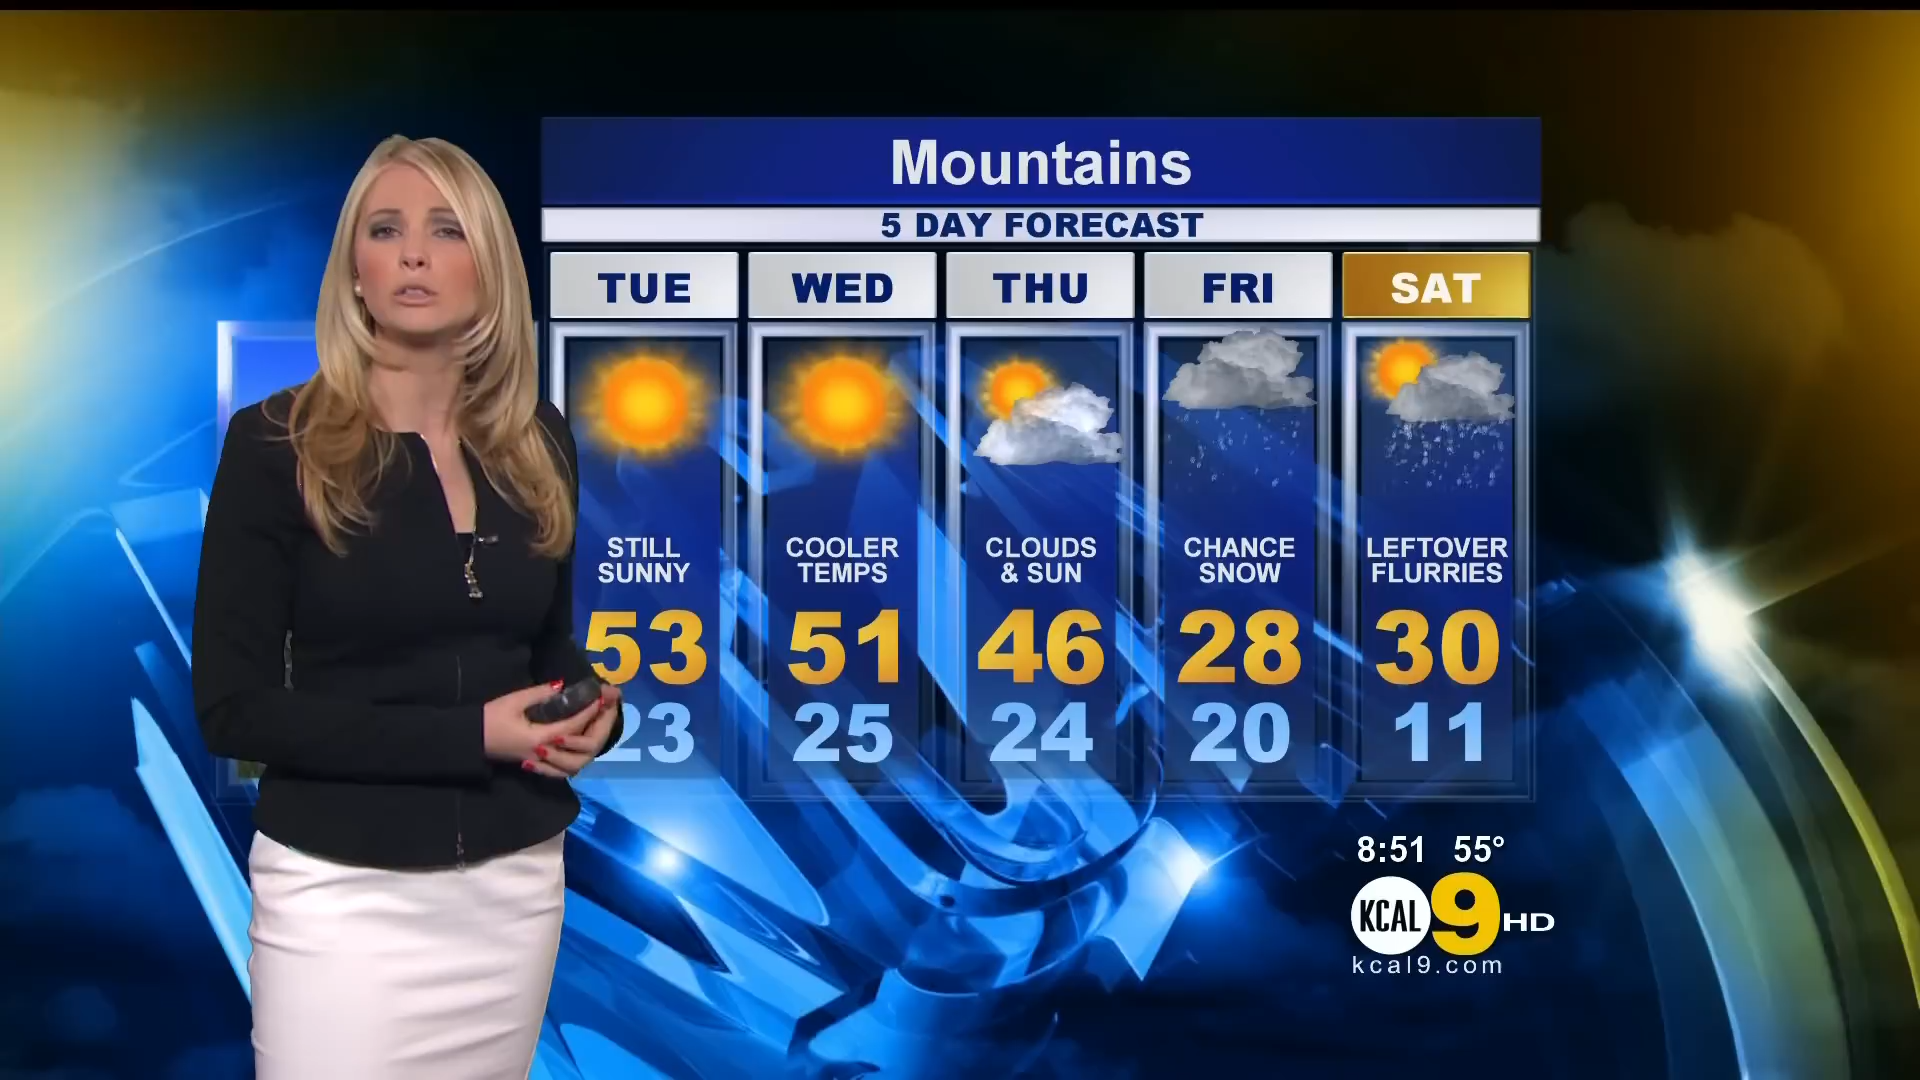 Mountains
5 DAY FORECAST
TUE WED THU FRI SAT
STILL SUNNY
COOLER TEMPS
CLOUDS & SUN
CHANCE SNOW
LEFTOVER FLURRIES
53 51 46 28 30
23 25 24 20 11
8:51 55°
KCAL 9 HD
kcal9.com